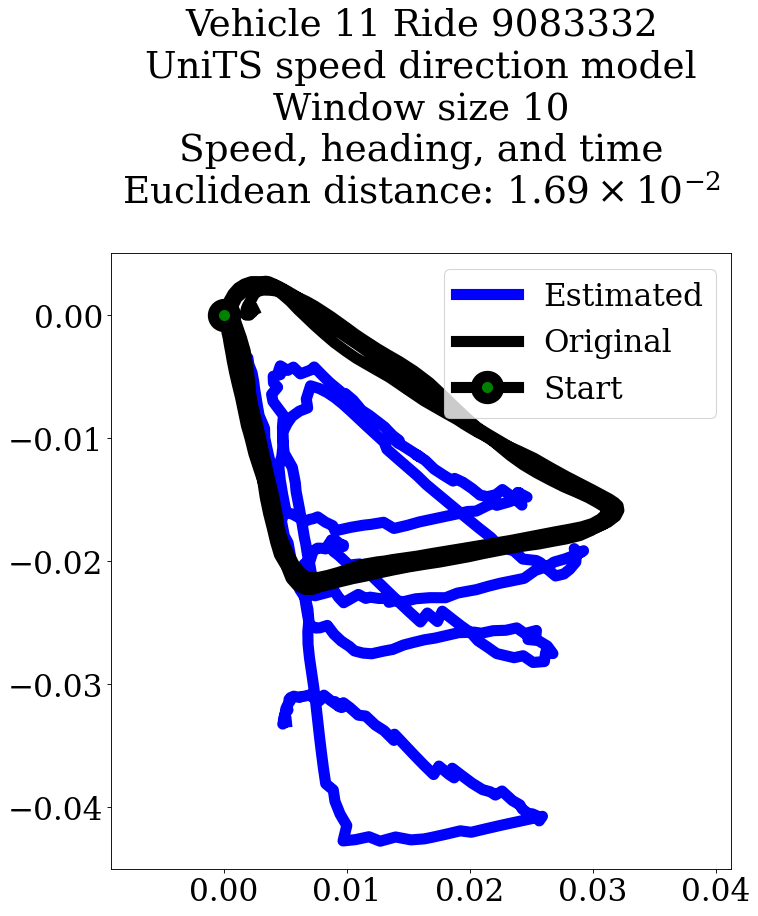 Vehicle 11 Ride 9083332
UniTS speed direction model
Window size 10
Speed, heading, and time
Euclidean distance: 1.69 × 10⁻²
Estimated
Original
Start
0.00
−0.01
−0.02
−0.03
−0.04
0.00 0.01 0.02 0.03 0.04